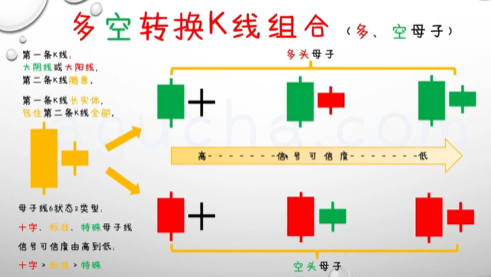 多空转换K线组合（多、空母子）
第一条K线:
大阴线或大阳线,
第二条K线随意,
第一条K线长实体,
包住第二条K线全部,
多头母子
高-------信号可信度-------低
母子线6状态3类型:
十字、标准、特殊母子线
信号可信度由高到低:
十字>标准>特殊
空头母子